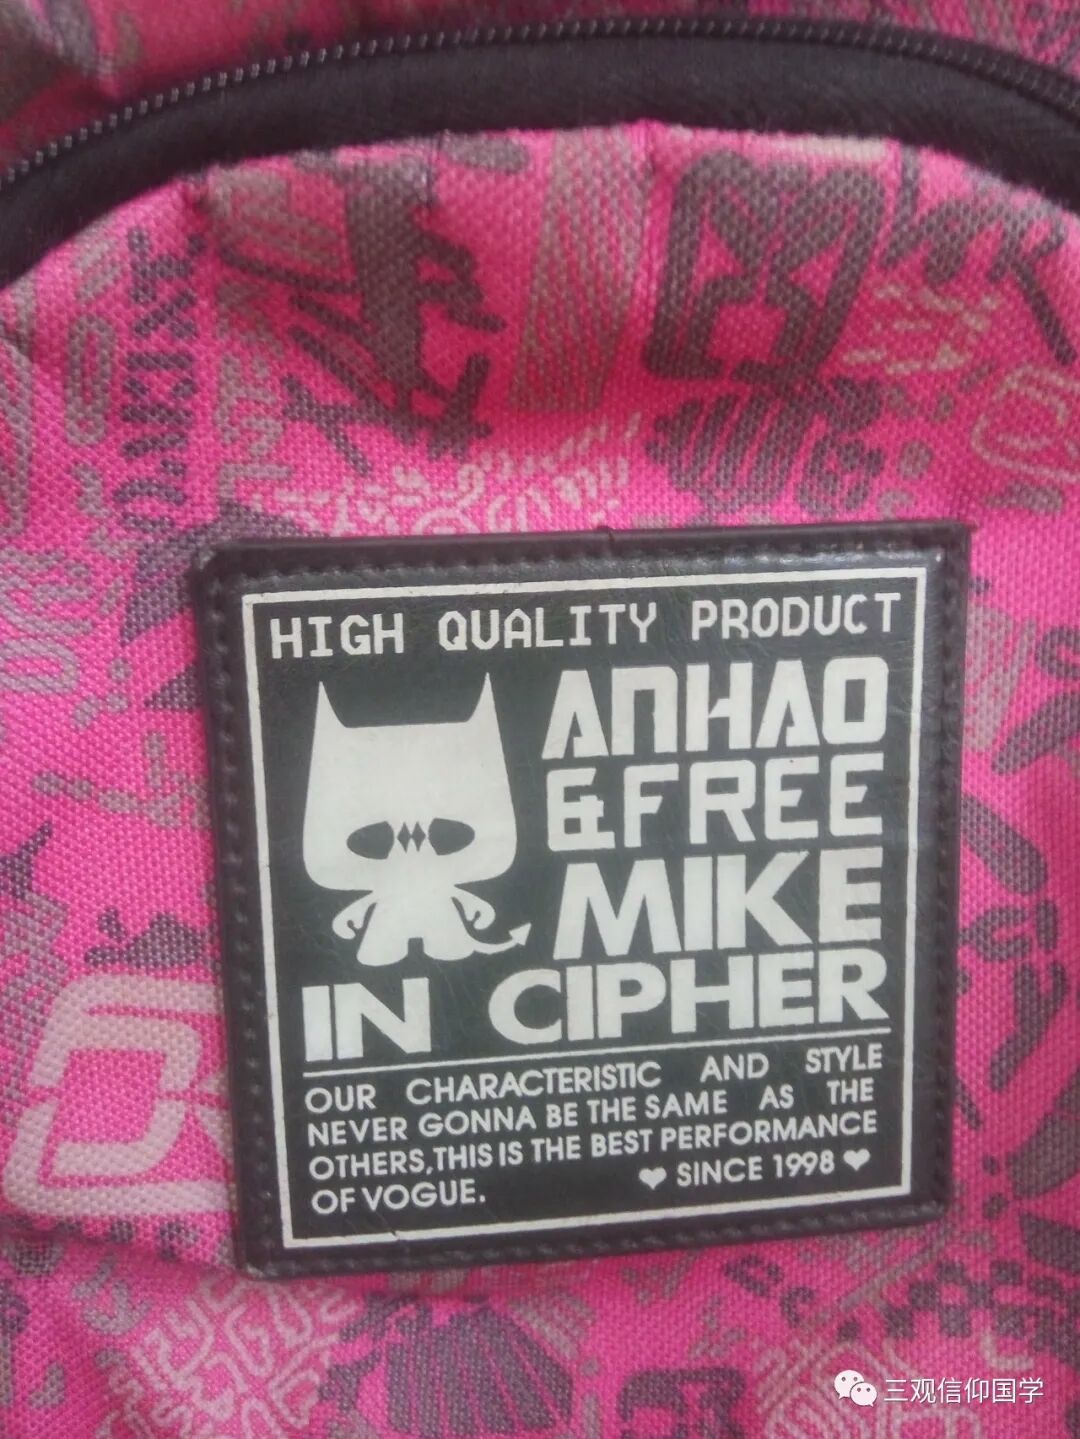 HIGH QUALITY PRODUCT
ANHAO
&FREE
MIKE
IN CIPHER
OUR CHARACTERISTIC AND STYLE
NEVER GONNA BE THE SAME AS THE
OTHERS,THIS IS THE BEST PERFORMANCE
OF VOGUE.
❤ SINCE 1998 ❤
三观信仰国学